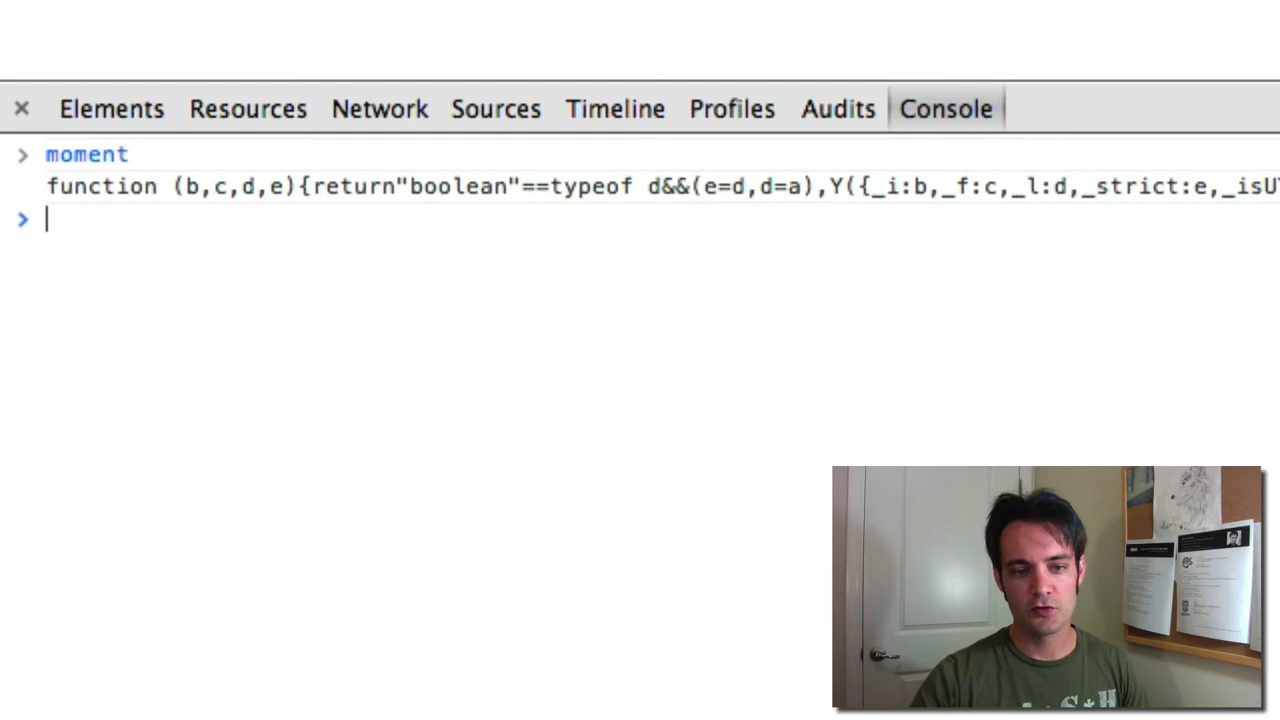 × Elements Resources Network Sources Timeline Profiles Audits Console
> moment
function (b,c,d,e){return"boolean"==typeof d&&(e=d,d=a),Y({_i:b,_f:c,_l:d,_strict:e,_isU
>